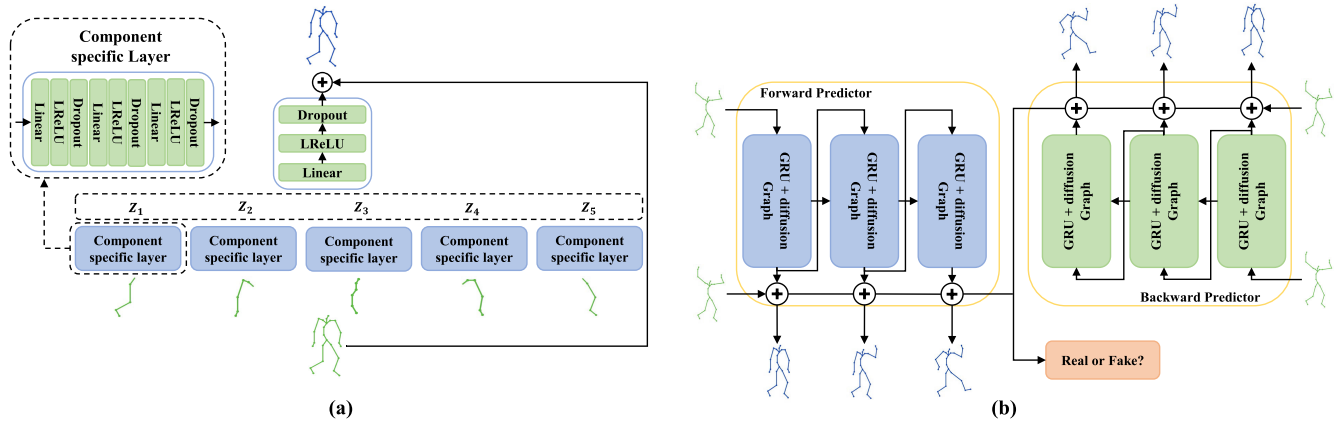 Component
specific Layer
Linear
LReLU
Dropout
Linear
LReLU
Dropout
Linear
LReLU
Dropout
Dropout
LReLU
Linear
Z₁ Z₂ Z₃ Z₄ Z₅
Component
specific layer
Component
specific layer
Component
specific layer
Component
specific layer
Component
specific layer
(a)
Forward Predictor
GRU + diffusion
Graph
GRU + diffusion
Graph
GRU + diffusion
Graph
GRU + diffusion
Graph
GRU + diffusion
Graph
GRU + diffusion
Graph
Backward Predictor
Real or Fake?
(b)